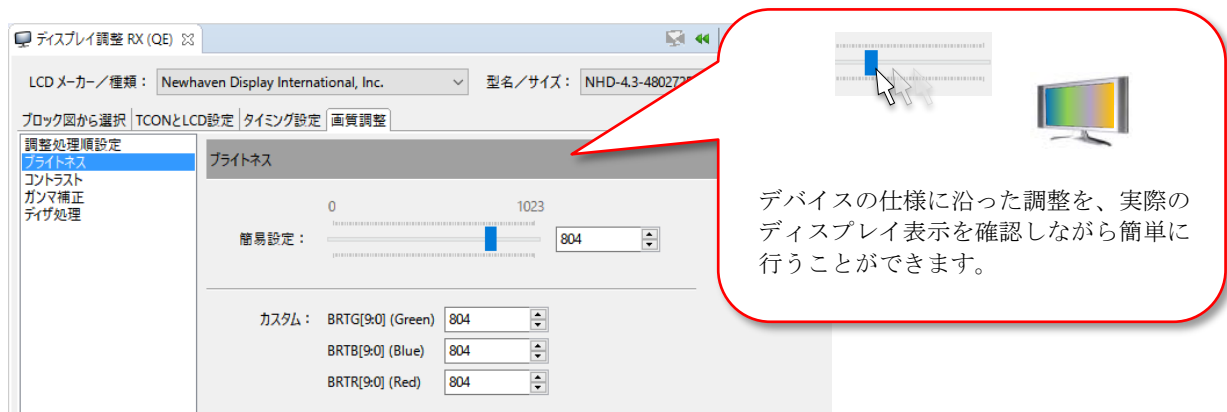 ディスプレイ調整 RX (QE)
LCD メーカー／種類： Newhaven Display International, Inc. 型名／サイズ： NHD-4.3-480272
ブロック図から選択 TCONとLCD設定 タイミング設定 画質調整
調整処理順設定
ブライトネス
コントラスト
ガンマ補正
ディザ処理
ブライトネス
0 1023
簡易設定： 804
カスタム： BRTG[9:0] (Green) 804
BRTB[9:0] (Blue) 804
BRTR[9:0] (Red) 804
デバイスの仕様に沿った調整を、実際の
ディスプレイ表示を確認しながら簡単に
行うことができます。